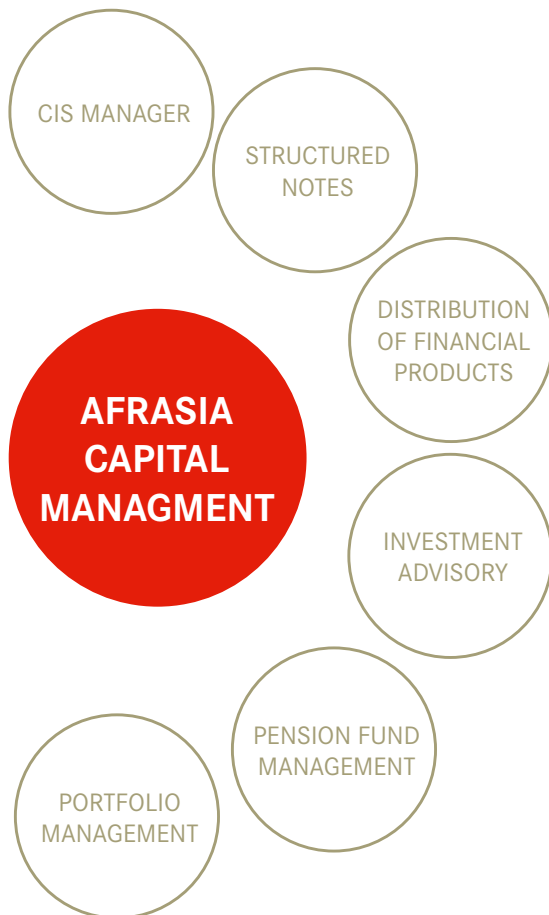 CIS MANAGER
STRUCTURED
NOTES
DISTRIBUTION
OF FINANCIAL
PRODUCTS
AFRASIA
CAPITAL
MANAGMENT
INVESTMENT
ADVISORY
PENSION FUND
MANAGEMENT
PORTFOLIO
MANAGEMENT